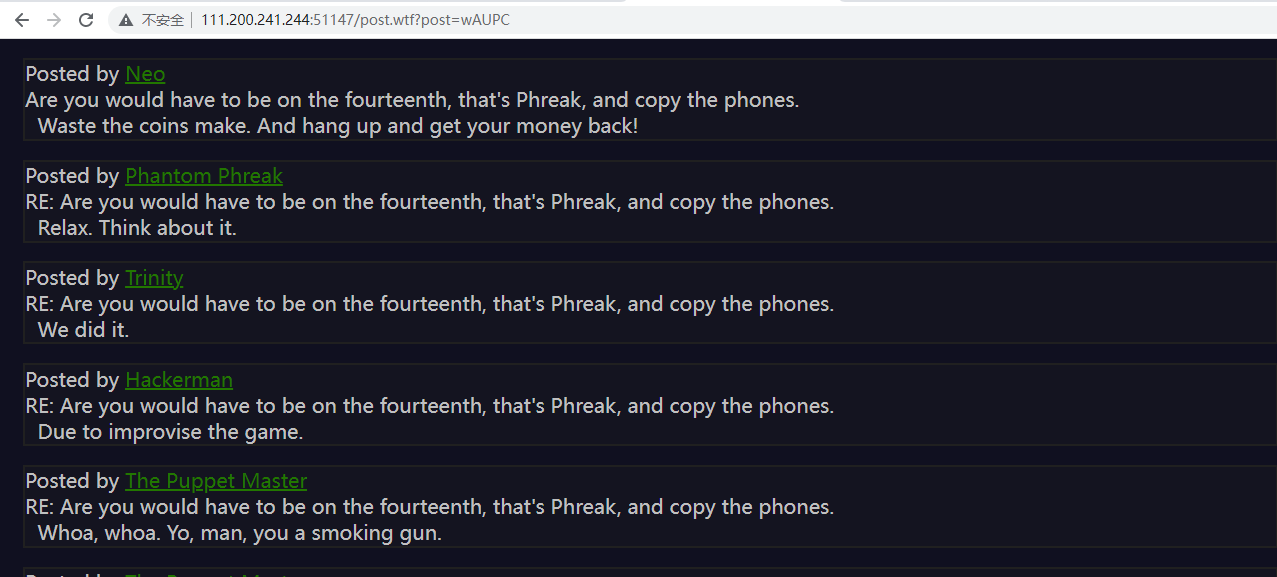 不安全 111.200.241.244:51147/post.wtf?post=wAUPC
Posted by Neo
Are you would have to be on the fourteenth, that's Phreak, and copy the phones.
Waste the coins make. And hang up and get your money back!
Posted by Phantom Phreak
RE: Are you would have to be on the fourteenth, that's Phreak, and copy the phones.
Relax. Think about it.
Posted by Trinity
RE: Are you would have to be on the fourteenth, that's Phreak, and copy the phones.
We did it.
Posted by Hackerman
RE: Are you would have to be on the fourteenth, that's Phreak, and copy the phones.
Due to improvise the game.
Posted by The Puppet Master
RE: Are you would have to be on the fourteenth, that's Phreak, and copy the phones.
Whoa, whoa. Yo, man, you a smoking gun.